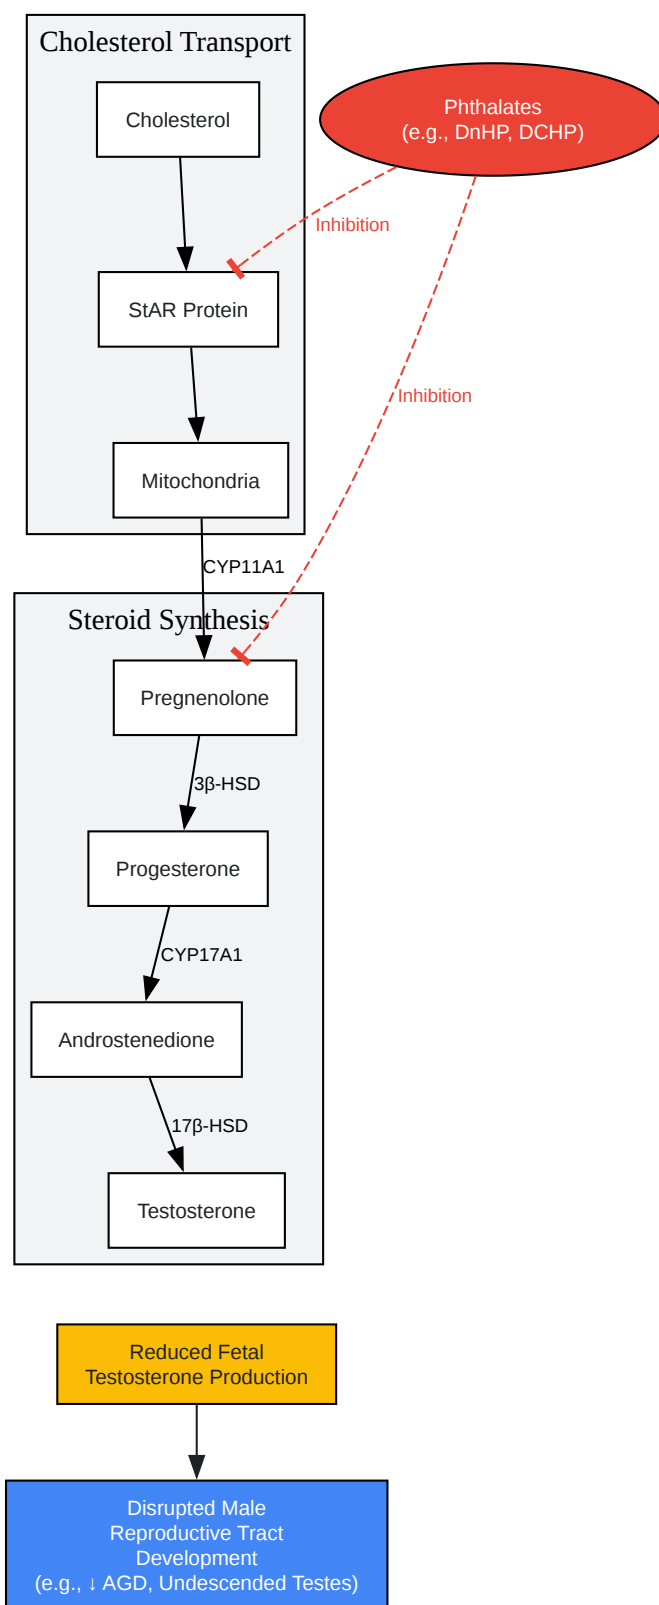 Cholesterol Transport
Cholesterol
Phthalates
(e.g., DnHP, DCHP)
Inhibition
StAR Protein
Inhibition
Mitochondria
CYP11A1
Steroid Synthesis
Pregnenolone
3β-HSD
Progesterone
CYP17A1
Androstenedione
17β-HSD
Testosterone
Reduced Fetal
Testosterone Production
Disrupted Male
Reproductive Tract
Development
(e.g., ↓ AGD, Undescended Testes)